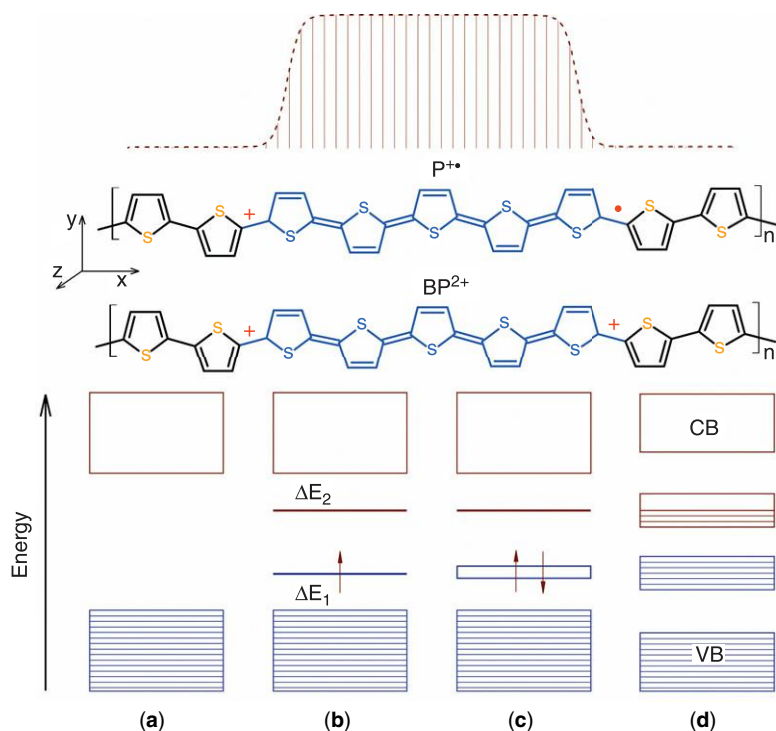 P⁺•
y
[ S S + S S S S S • S S ]n
z x
BP²⁺
[ S S + S S S S S + S S ]n
Energy
CB
ΔE₂
ΔE₁
VB
(a) (b) (c) (d)